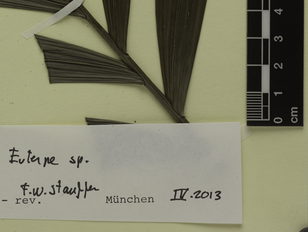 Euterpe sp.
F.W. Stauffer
- rev. München IV.2013
cm